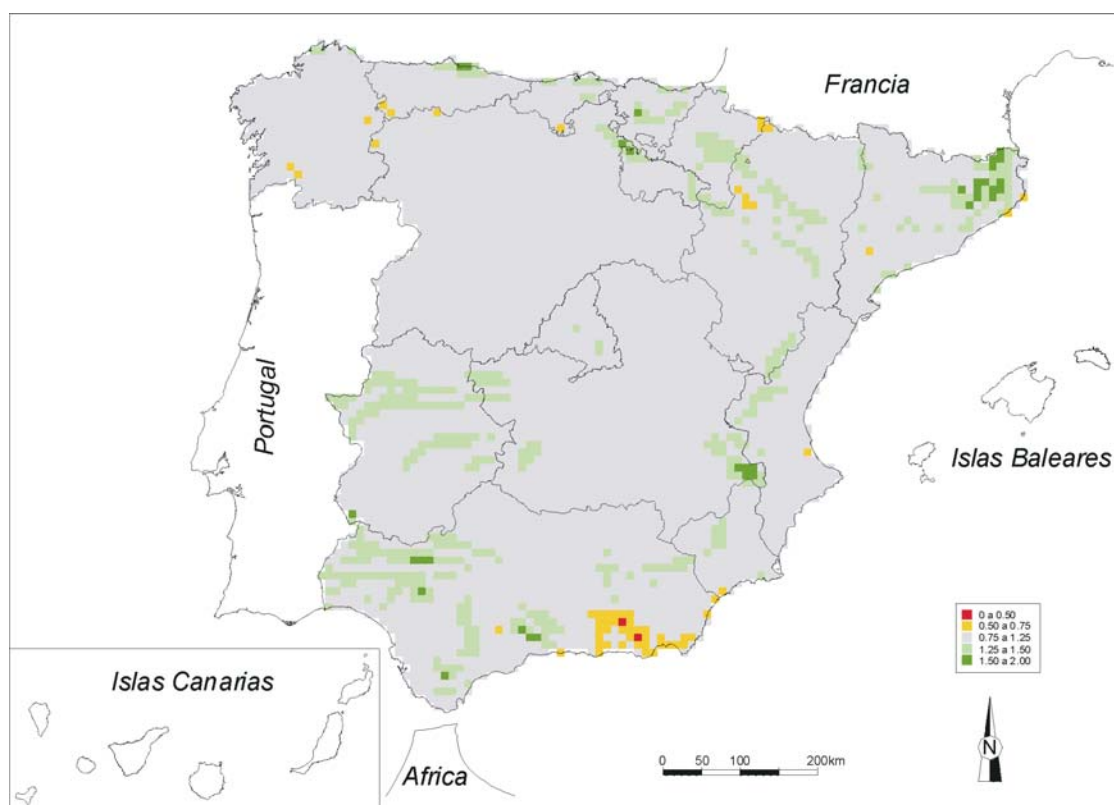 Francia
Portugal
Islas Baleares
Islas Canarias
Africa
0 a 0.50
0.50 a 0.75
0.75 a 1.25
1.25 a 1.50
1.50 a 2.00
N
0 50 100 200km